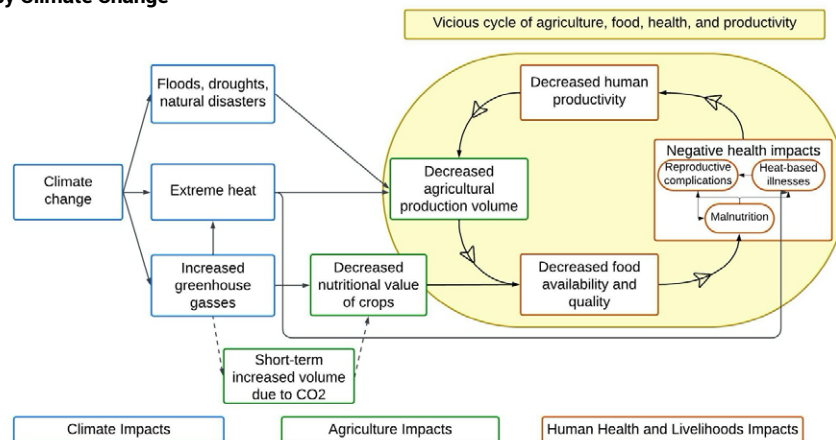 by Climate Change
Vicious cycle of agriculture, food, health, and productivity
Floods, droughts,
natural disasters
Decreased human
productivity
Negative health impacts
Reproductive
complications
Heat-based
illnesses
Malnutrition
Climate
change
Extreme heat
Decreased
agricultural
production volume
Increased
greenhouse
gasses
Decreased
nutritional value
of crops
Decreased food
availability and
quality
Short-term
increased volume
due to CO2
Climate Impacts
Agriculture Impacts
Human Health and Livelihoods Impacts